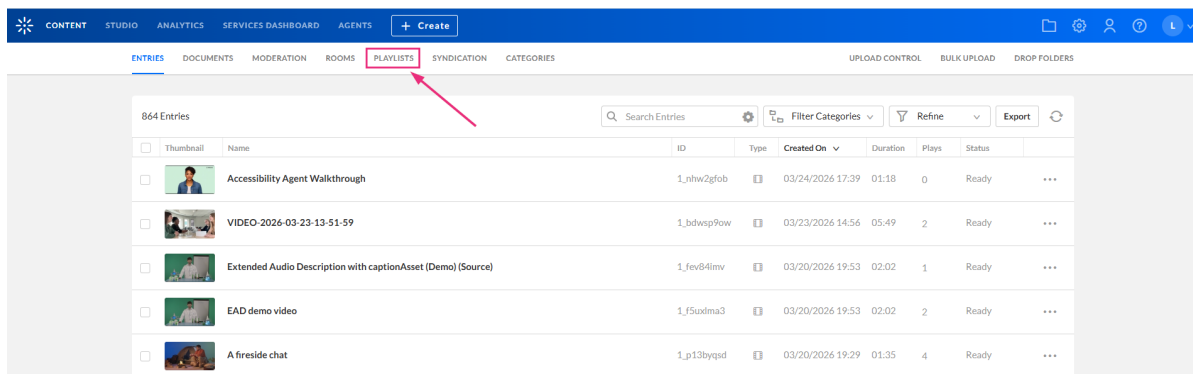 CONTENT STUDIO ANALYTICS SERVICES DASHBOARD AGENTS + Create L
ENTRIES DOCUMENTS MODERATION ROOMS PLAYLISTS SYNDICATION CATEGORIES UPLOAD CONTROL BULK UPLOAD DROP FOLDERS
864 Entries Search Entries Filter Categories Refine Export
Thumbnail Name ID Type Created On Duration Plays Status
Accessibility Agent Walkthrough 1_nhw2gfob 03/24/2026 17:39 01:18 0 Ready
VIDEO-2026-03-23-13-51-59 1_bdwsp9ow 03/23/2026 14:56 05:49 2 Ready
Extended Audio Description with captionAsset (Demo) (Source) 1_fev84imv 03/20/2026 19:53 02:02 1 Ready
EAD demo video 1_f5uxlma3 03/20/2026 19:53 02:02 2 Ready
A fireside chat 1_p13byqsd 03/20/2026 19:29 01:35 4 Ready